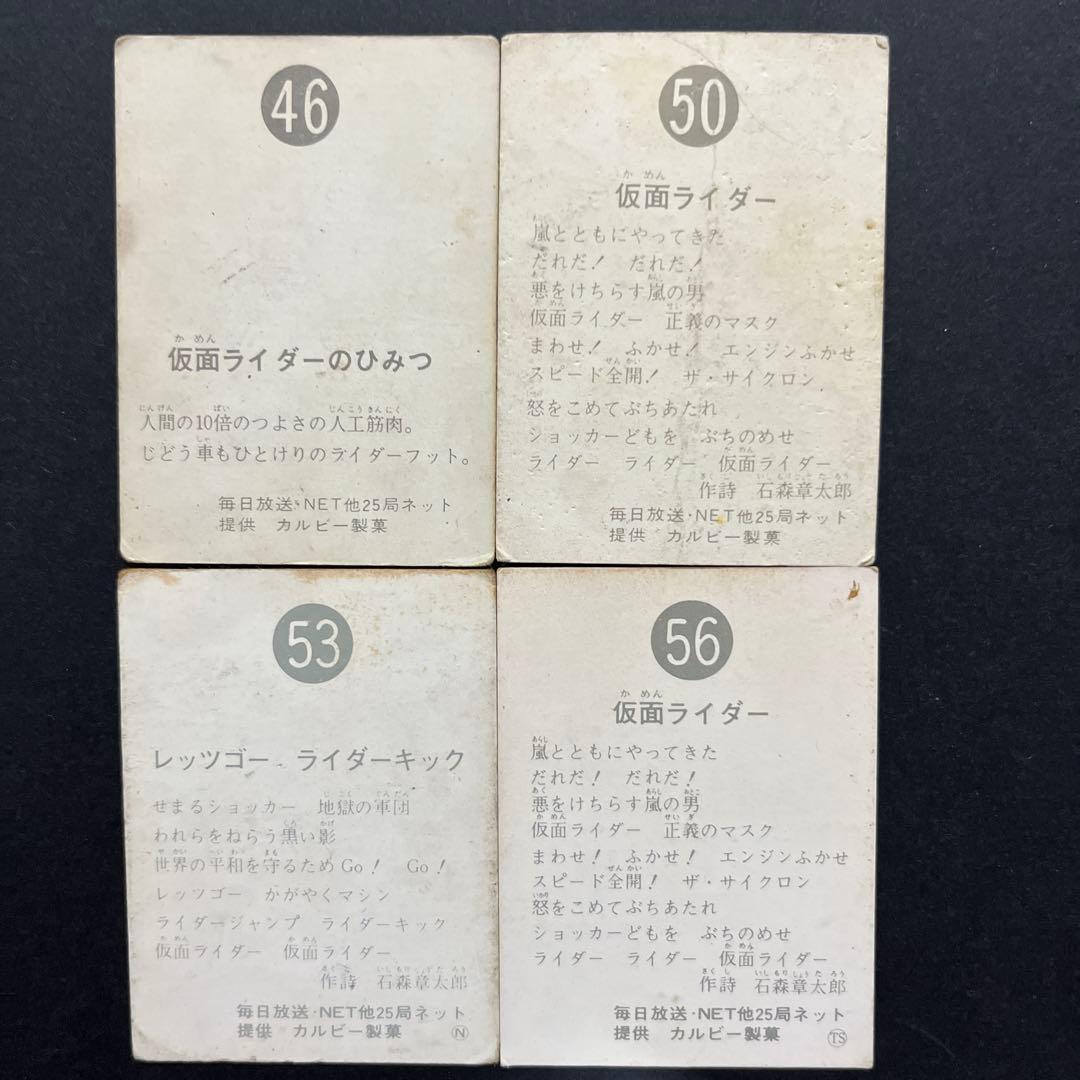 46
仮面ライダーのひみつ
人間の10倍のつよさの人工筋肉。
じどう車もひとけりのライダーフット。
毎日放送・NET他25局ネット
提供 カルビー製菓
50
仮面ライダー
嵐とともにやってきた
だれだ! だれだ!
悪をけちらす嵐の男
仮面ライダー 正義のマスク
まわせ! ふかせ! エンジンふかせ
スピード全開! ザ・サイクロン
怒をこめてぶちあたれ
ショッカーどもを ぶちのめせ
ライダー ライダー 仮面ライダー
作詩 石森章太郎
毎日放送・NET他25局ネット
提供 カルビー製菓
53
レッツゴー ライダーキック
せまるショッカー 地獄の軍団
われらをねらう黒い影
世界の平和を守るためGo! Go!
レッツゴー かがやくマシン
ライダージャンプ ライダーキック
仮面ライダー 仮面ライダー
作詩 石森章太郎
毎日放送・NET他25局ネット
提供 カルビー製菓 N
56
仮面ライダー
嵐とともにやってきた
だれだ! だれだ!
悪をけちらす嵐の男
仮面ライダー 正義のマスク
まわせ! ふかせ! エンジンふかせ
スピード全開! ザ・サイクロン
怒をこめてぶちあたれ
ショッカーどもを ぶちのめせ
ライダー ライダー 仮面ライダー
作詩 石森章太郎
毎日放送・NET他25局ネット
提供 カルビー製菓 TS